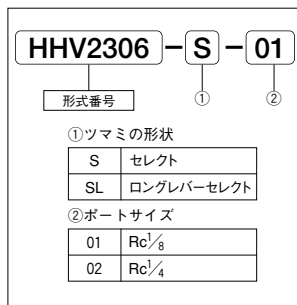 HHV2306 - S - 01
形式番号 ① ②
①ツマミの形状
S セレクト
SL ロングレバーセレクト
②ポートサイズ
01 Rc1/8
02 Rc1/4